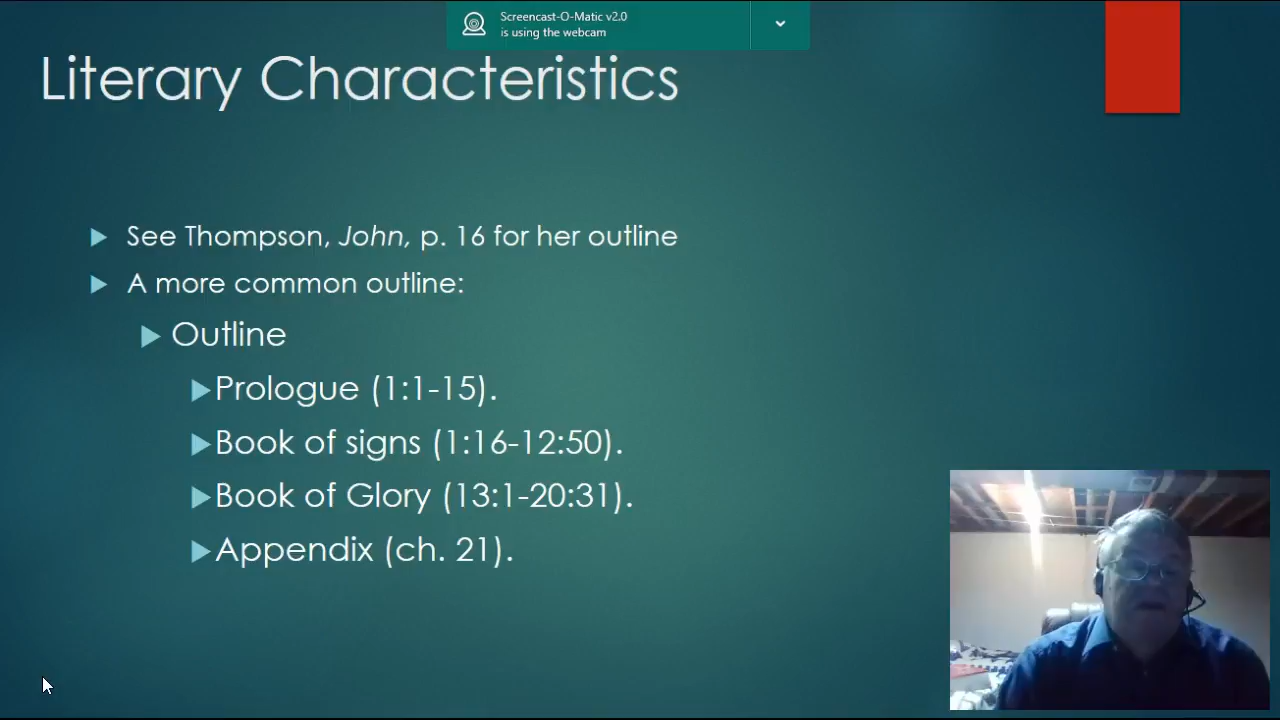 Screencast-O-Matic v2.0
is using the webcam
Literary Characteristics
See Thompson, John, p. 16 for her outline
A more common outline:
Outline
Prologue (1:1-15).
Book of signs (1:16-12:50).
Book of Glory (13:1-20:31).
Appendix (ch. 21).